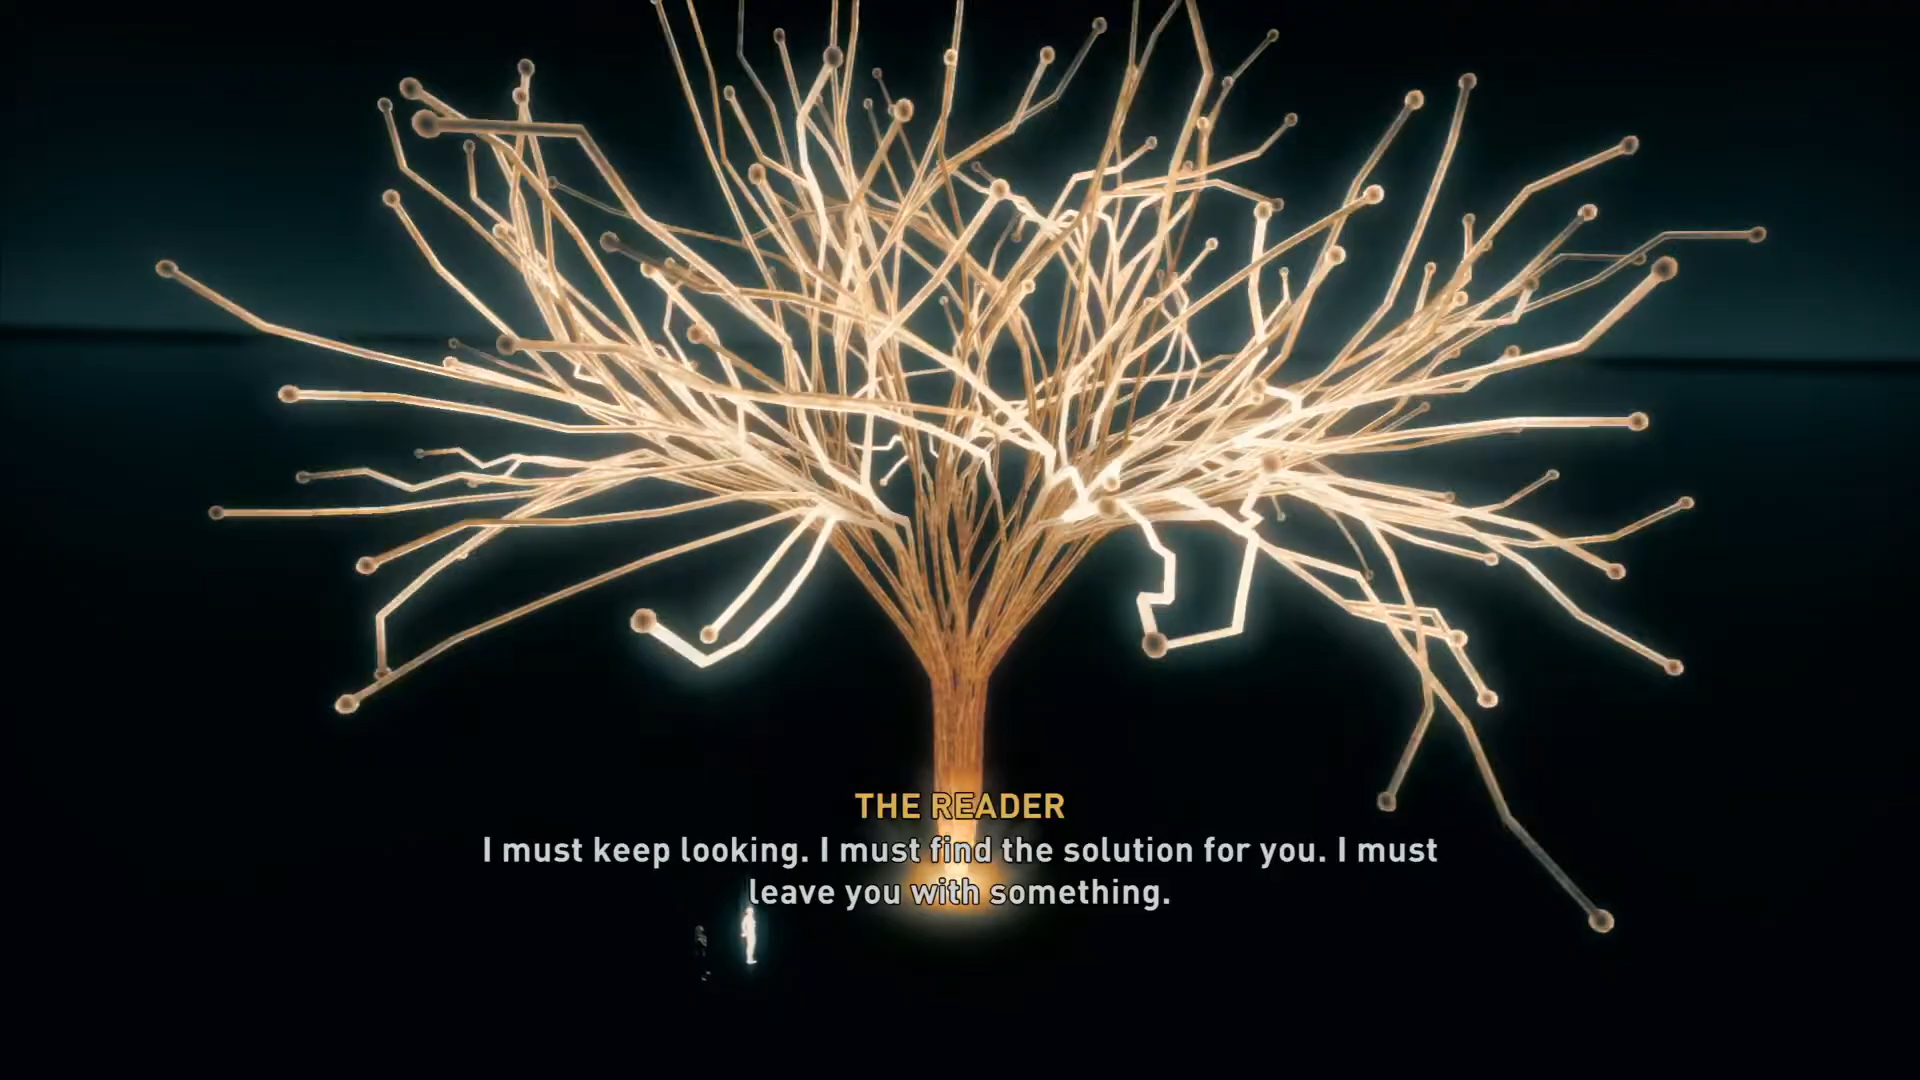 THE READER
I must keep looking. I must find the solution for you. I must
leave you with something.